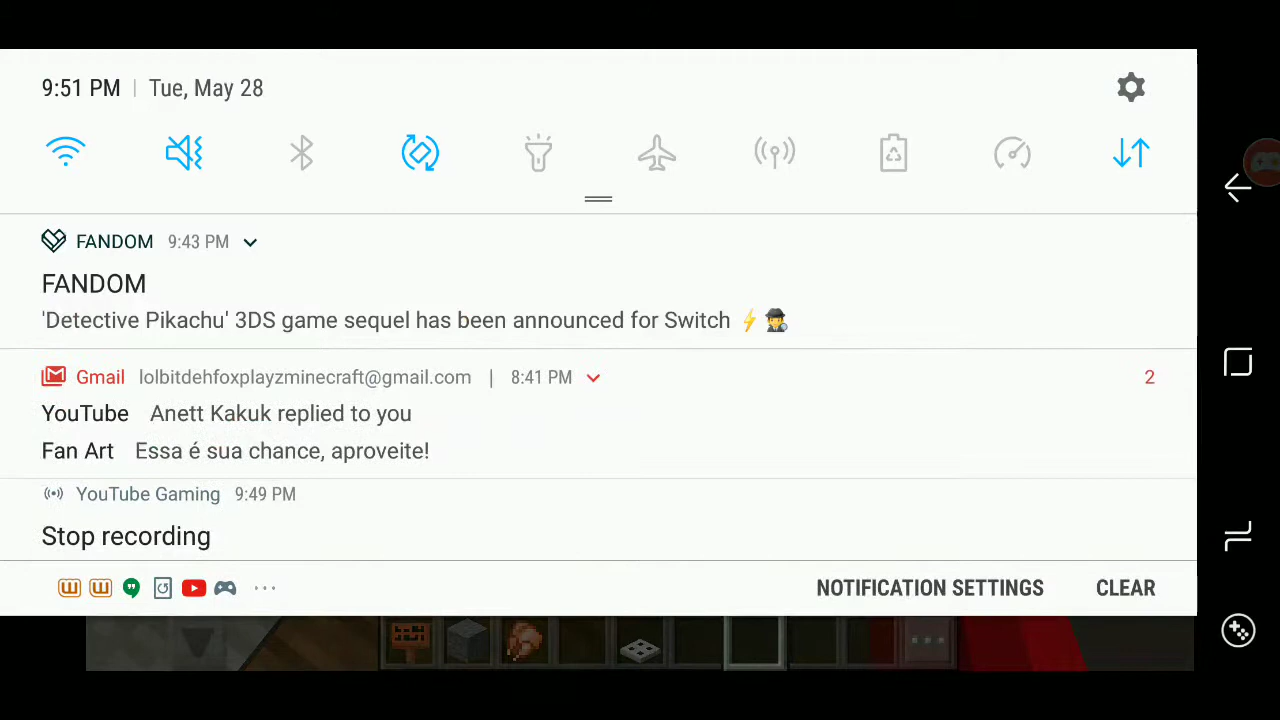 9:51 PM | Tue, May 28
FANDOM 9:43 PM
FANDOM
'Detective Pikachu' 3DS game sequel has been announced for Switch ⚡🕵️
Gmail lolbitdehfoxplayzminecraft@gmail.com | 8:41 PM 2
YouTube Anett Kakuk replied to you
Fan Art Essa é sua chance, aproveite!
YouTube Gaming 9:49 PM
Stop recording
NOTIFICATION SETTINGS CLEAR